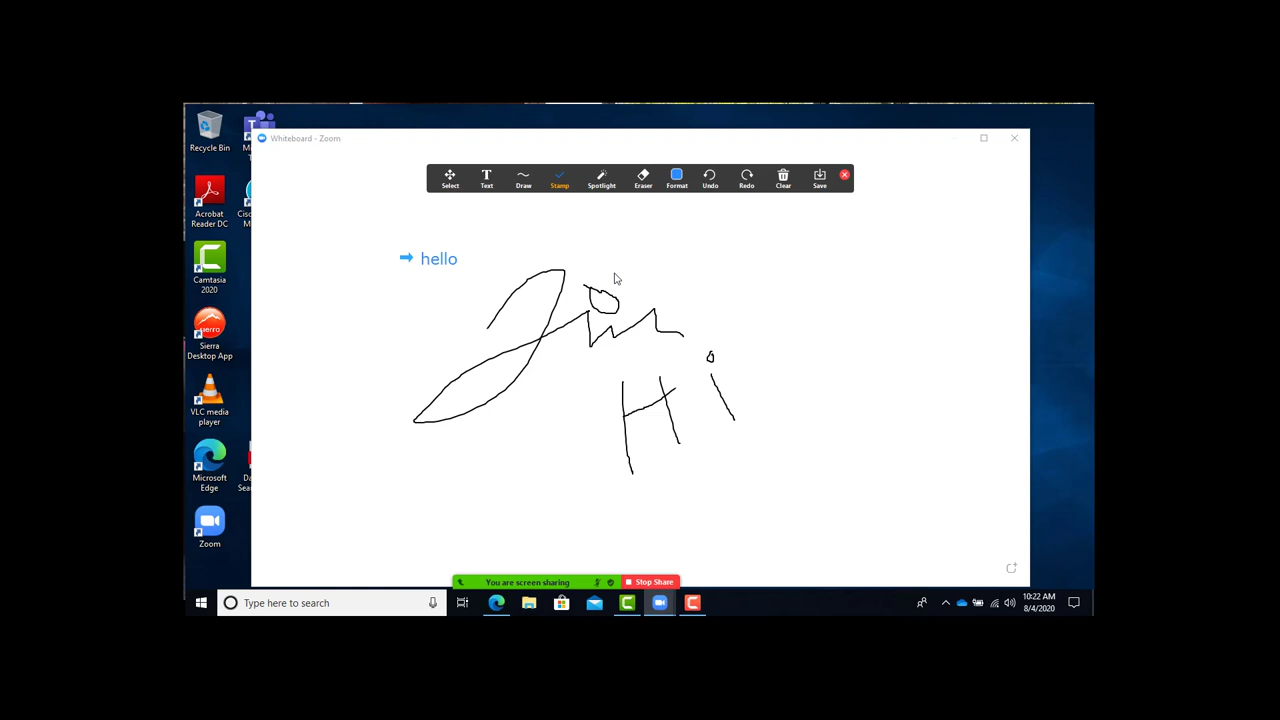 Recycle Bin
Whiteboard - Zoom
Select
Text
Draw
Stamp
Spotlight
Eraser
Format
Undo
Redo
Clear
Save
Acrobat
Reader DC
➡ hello
Jim
Hi
Camtasia
2020
Sierra
Desktop App
VLC media
player
Microsoft
Edge
Zoom
You are screen sharing
Stop Share
Type here to search
10:22 AM
8/4/2020